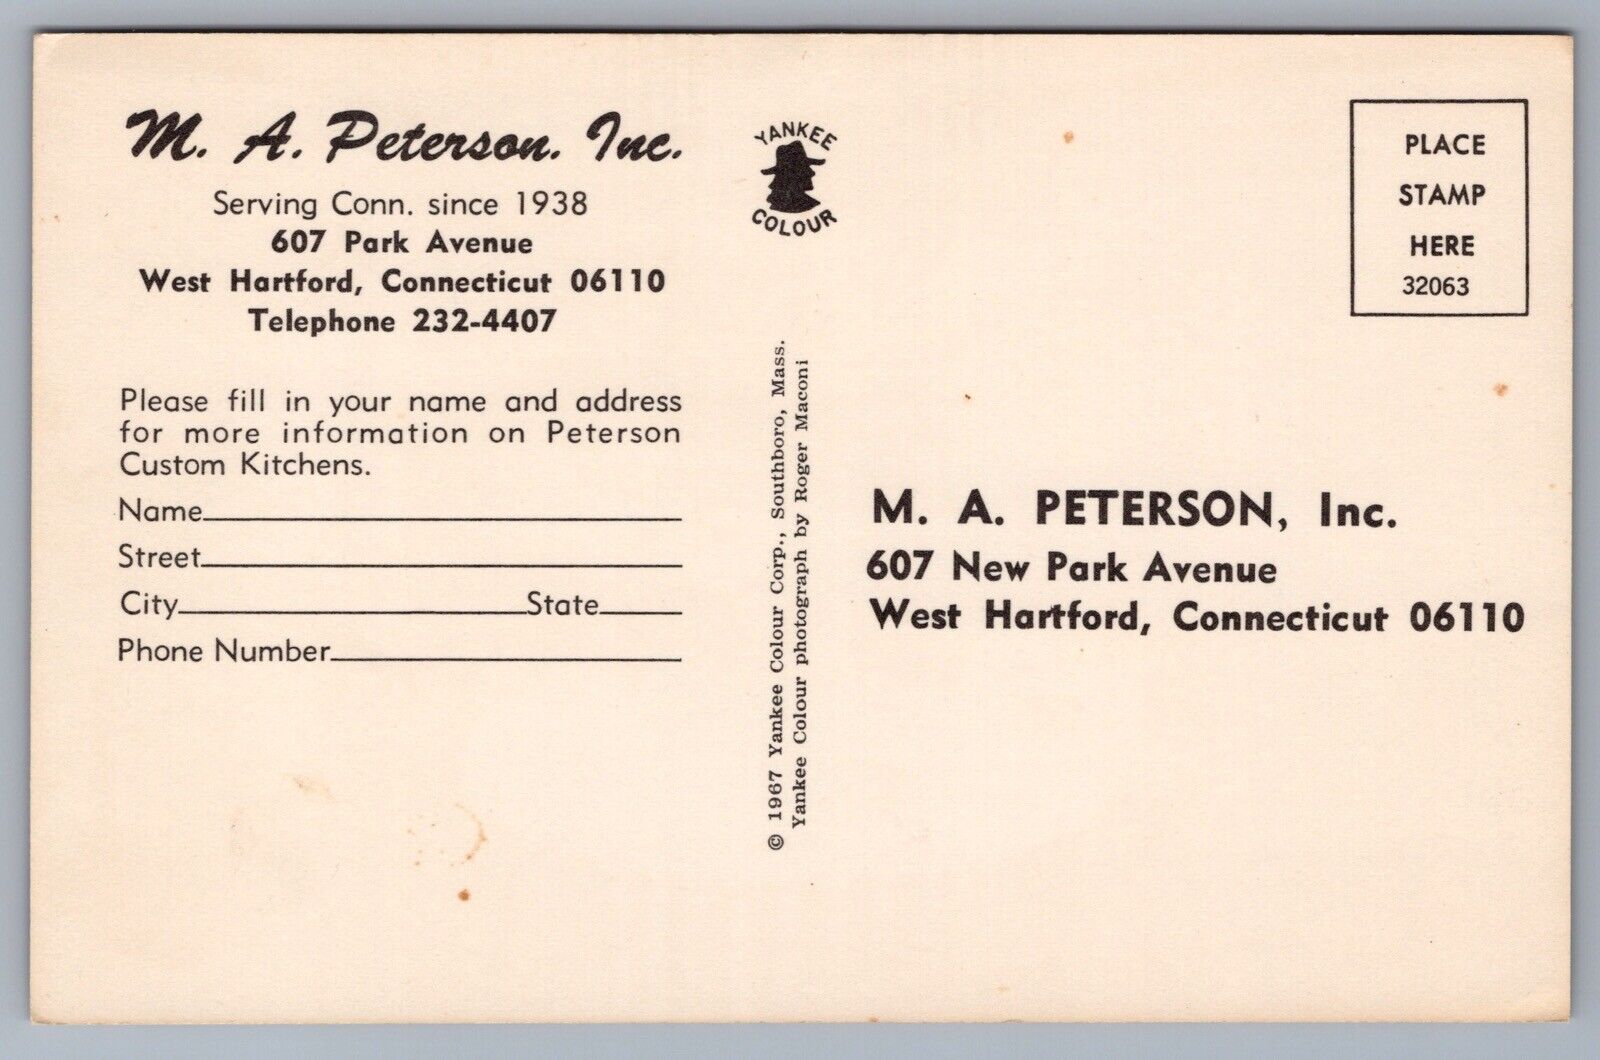 M. A. Peterson. Inc.
Serving Conn. since 1938
607 Park Avenue
West Hartford, Connecticut 06110
Telephone 232-4407
Please fill in your name and address
for more information on Peterson
Custom Kitchens.
Name
Street
City State
Phone Number
YANKEE
COLOUR
© 1967 Yankee Colour Corp., Southboro, Mass.
Yankee Colour photograph by Roger Maconi
PLACE
STAMP
HERE
32063
M. A. PETERSON, Inc.
607 New Park Avenue
West Hartford, Connecticut 06110